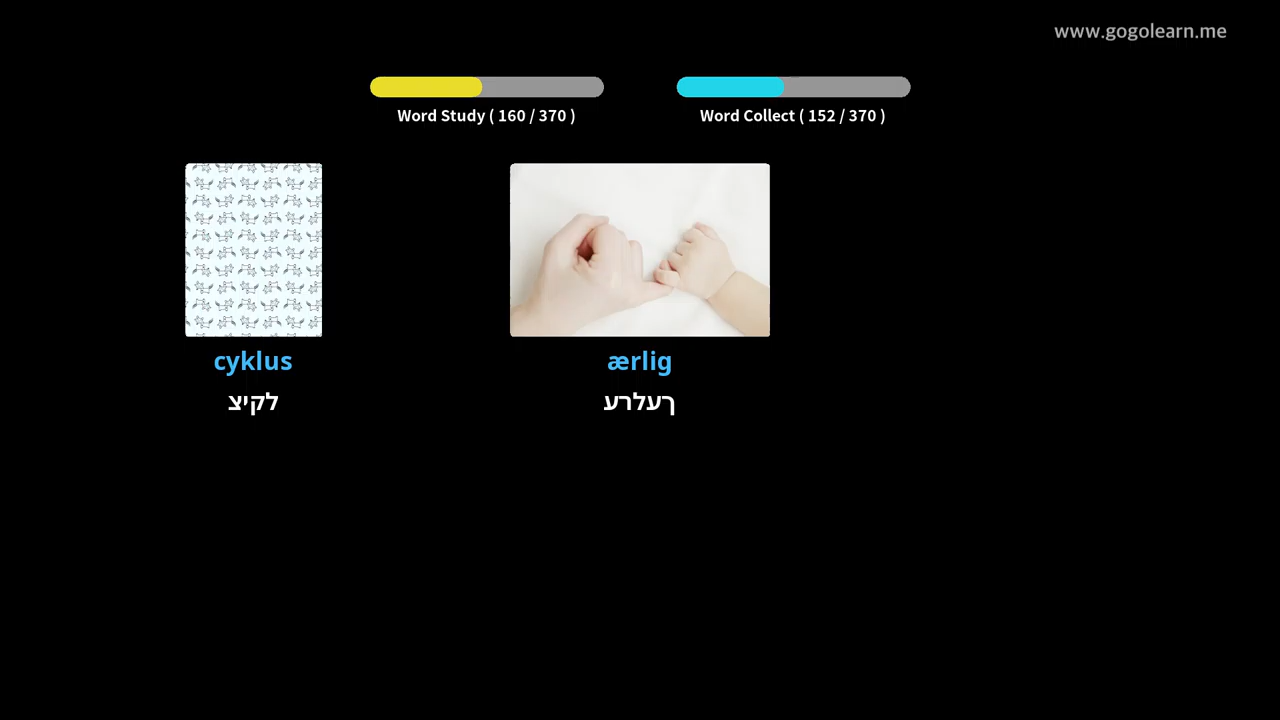 www.gogolearn.me
Word Study ( 160 / 370 )
Word Collect ( 152 / 370 )
cyklus
לקיצ
ærlig
ךעלרע